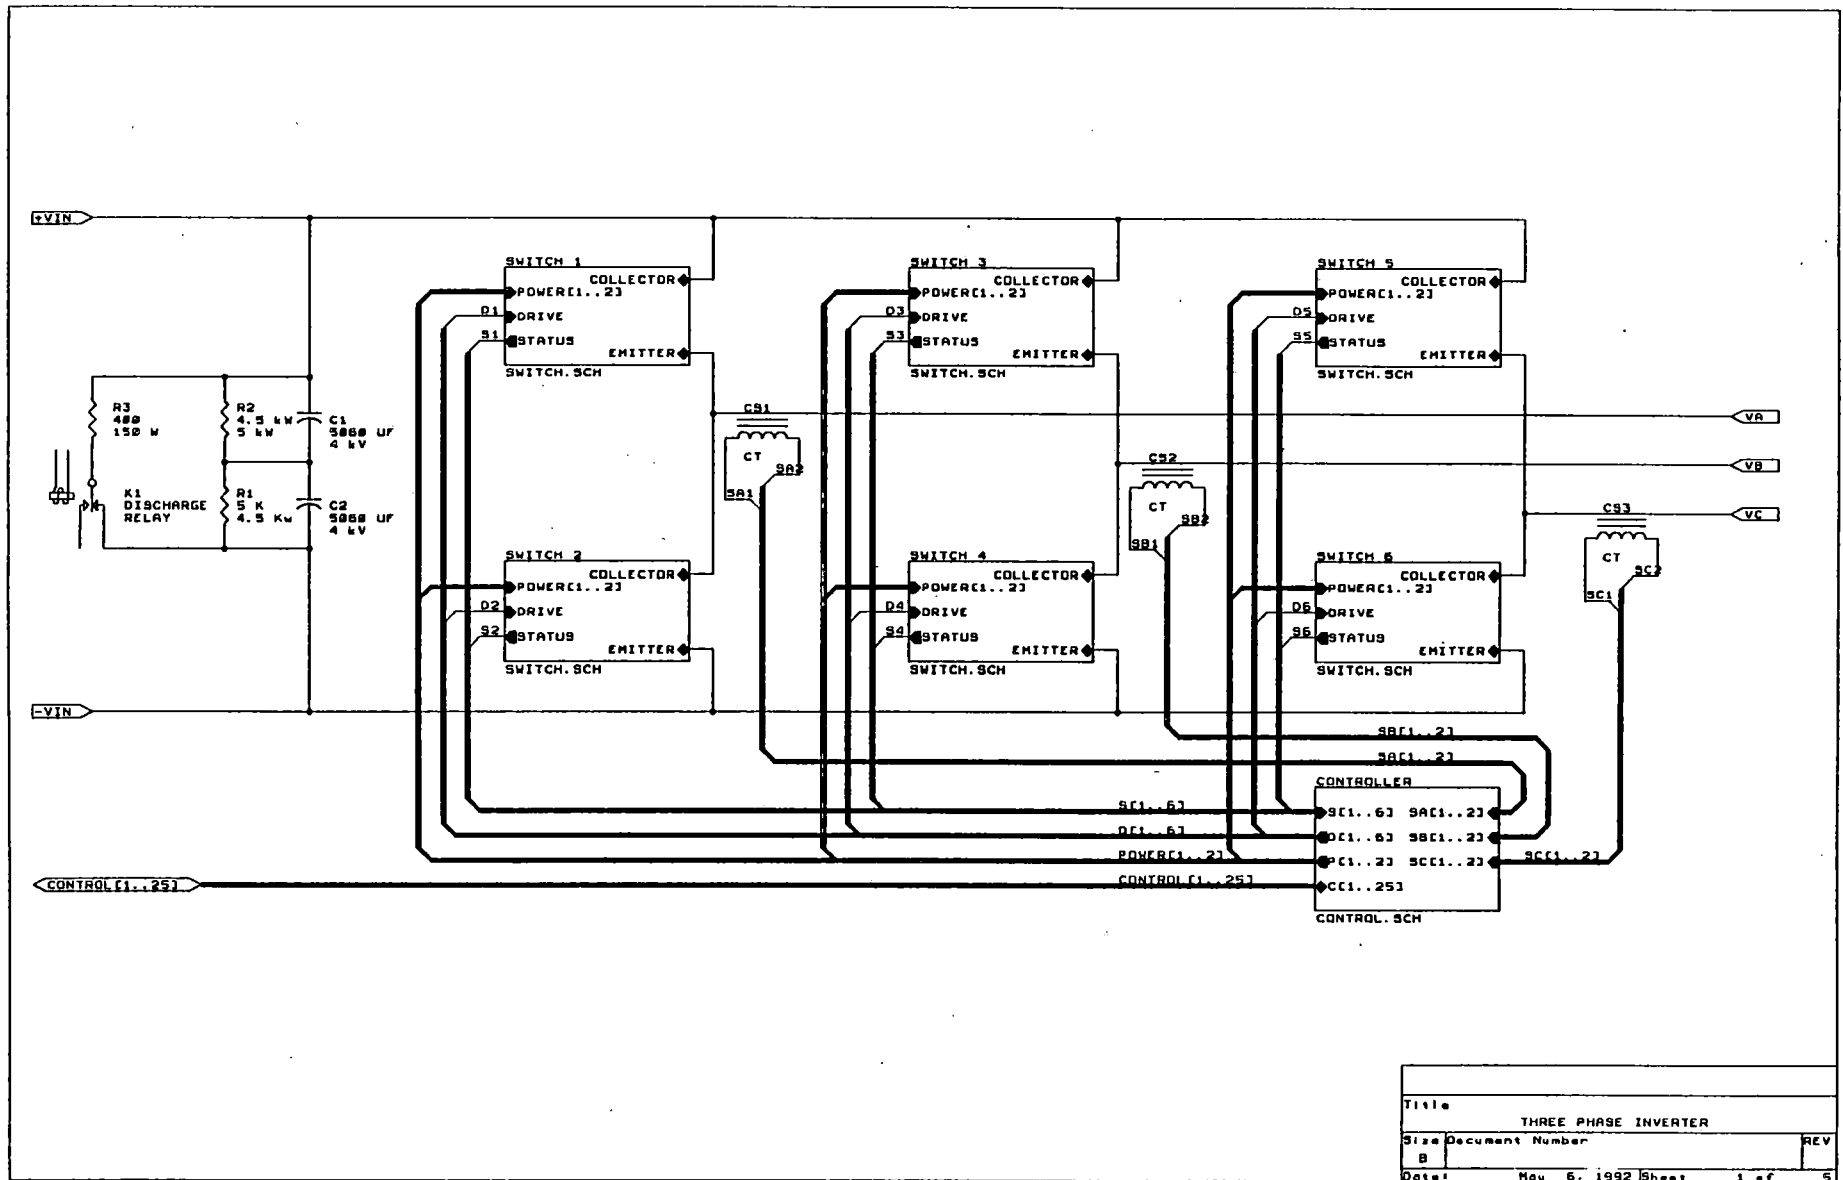 +VIN
SWITCH 1
COLLECTOR
POWER[1..2]
D1
DRIVE
S1
STATUS
EMITTER
SWITCH.SCH
SWITCH 3
COLLECTOR
POWER[1..2]
D3
DRIVE
S3
STATUS
EMITTER
SWITCH.SCH
SWITCH 5
COLLECTOR
POWER[1..2]
D5
DRIVE
S5
STATUS
EMITTER
SWITCH.SCH
R3
400
150 W
R2
4.5 kW
5 kW
C1
UF
4 kV
K1
DISCHARGE
RELAY
R1
5 K
4.5 Kw
C2
UF
4 kV
CS1
CT
SA2
SA1
CS2
CT
SB2
SB1
CS3
CT
SC2
SC1
VA
VB
VC
SWITCH 2
COLLECTOR
POWER[1..2]
D2
DRIVE
S2
STATUS
EMITTER
SWITCH.SCH
SWITCH 4
COLLECTOR
POWER[1..2]
D4
DRIVE
S4
STATUS
EMITTER
SWITCH.SCH
SWITCH 6
COLLECTOR
POWER[1..2]
D6
DRIVE
S6
STATUS
EMITTER
SWITCH.SCH
-VIN
SB[1..2]
SA[1..2]
CONTROLLER
S[1..6]
S[1..6] SA[1..2]
D[1..6]
D[1..6] SB[1..2]
POWER[1..2]
P[1..2] SC[1..2]
SC[1..2]
CONTROL[1..25]
CONTROL[1..25]
C[1..25]
CONTROL.SCH
Title
THREE PHASE INVERTER
Size Document Number REV
B
Date: May 6, 1992 Sheet 1 of 5